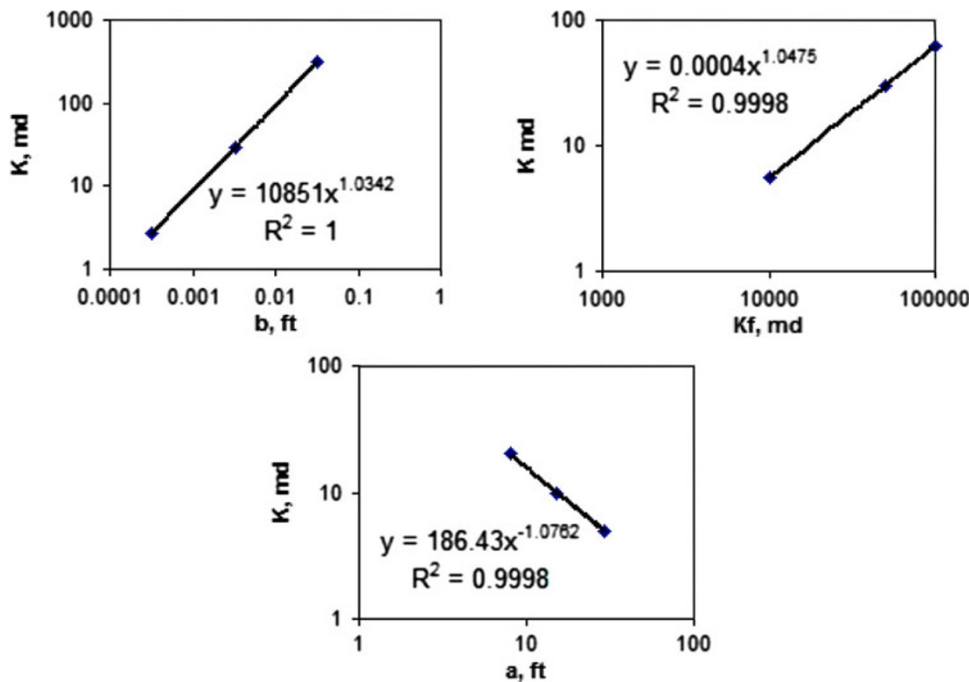 1000
100
10
1
K, md
y = 10851x^1.0342
R² = 1
0.0001 0.001 0.01 0.1 1
b, ft
100
10
1
K md
y = 0.0004x^1.0475
R² = 0.9998
1000 10000 100000
Kf, md
100
10
1
K, md
y = 186.43x^-1.0762
R² = 0.9998
1 10 100
a, ft